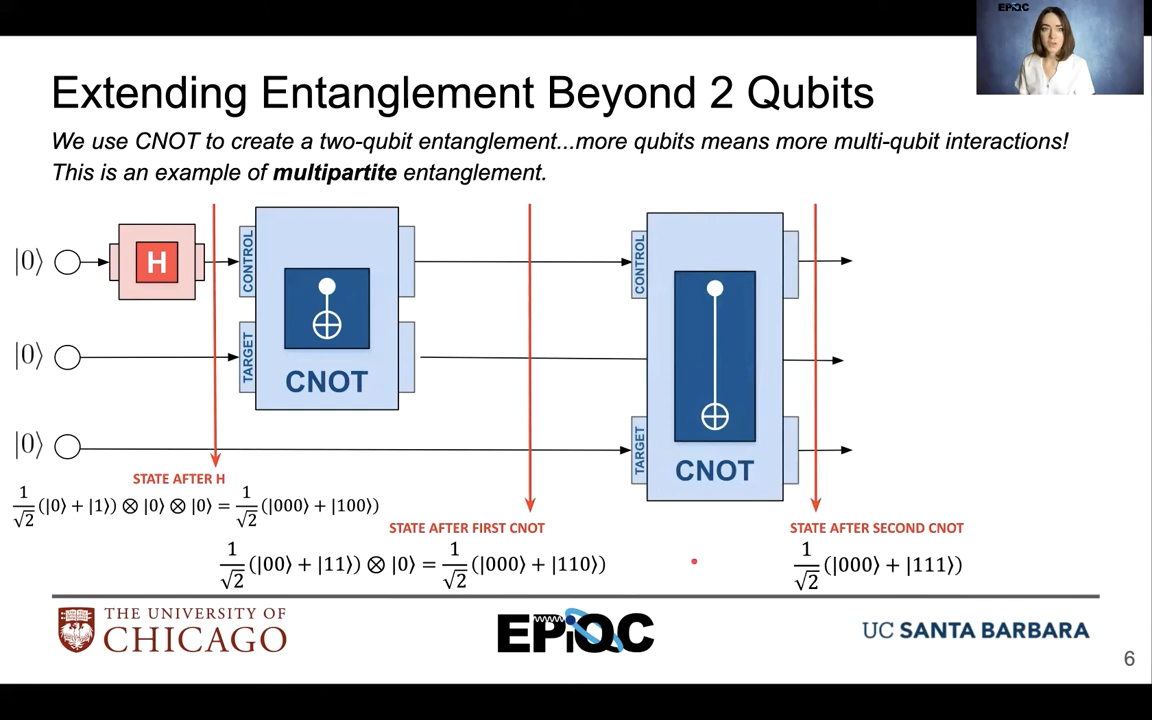 EPiQC
Extending Entanglement Beyond 2 Qubits
We use CNOT to create a two-qubit entanglement...more qubits means more multi-qubit interactions!
This is an example of multipartite entanglement.
|0⟩
H
CONTROL
CONTROL
|0⟩
TARGET
CNOT
|0⟩
TARGET
CNOT
STATE AFTER H
1/√2(|0⟩ + |1⟩) ⊗ |0⟩ ⊗ |0⟩ = 1/√2(|000⟩ + |100⟩)
STATE AFTER FIRST CNOT
1/√2(|00⟩ + |11⟩) ⊗ |0⟩ = 1/√2(|000⟩ + |110⟩)
STATE AFTER SECOND CNOT
1/√2(|000⟩ + |111⟩)
THE UNIVERSITY OF
CHICAGO
EPiQC
UC SANTA BARBARA
6